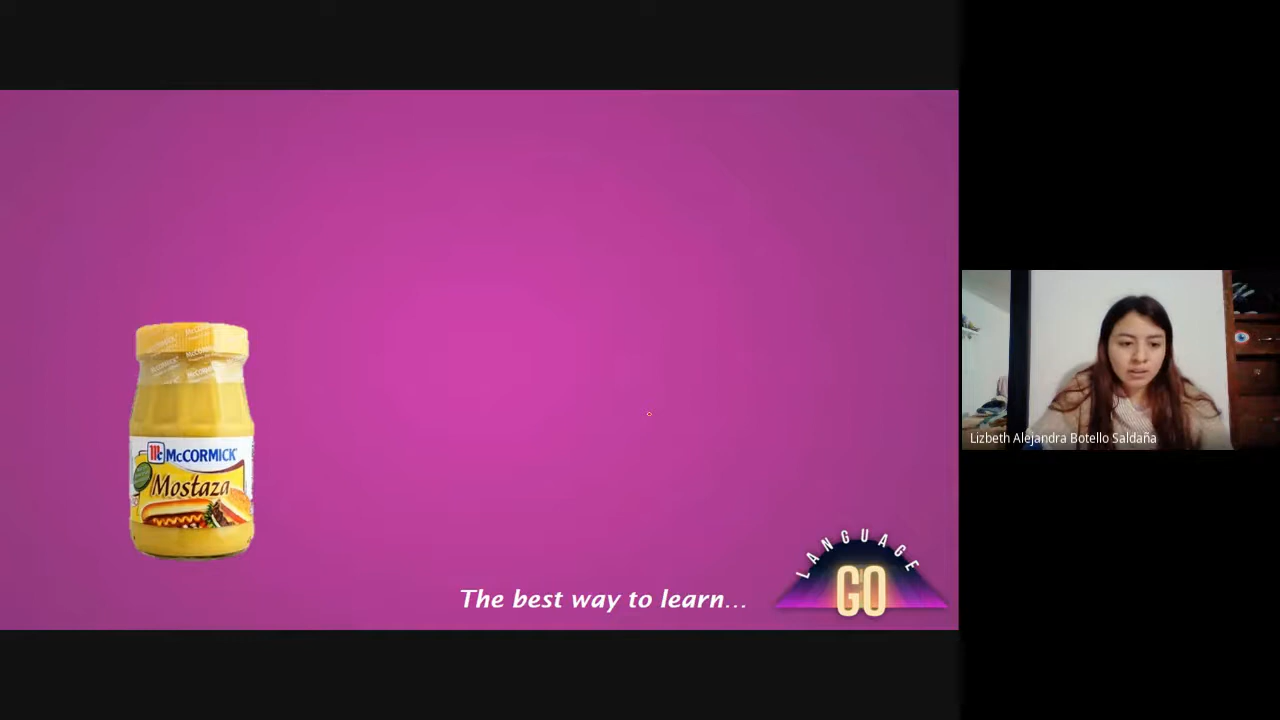 McCORMICK
Mostaza
The best way to learn...
LANGUAGE
GO
Lizbeth Alejandra Botello Saldaña